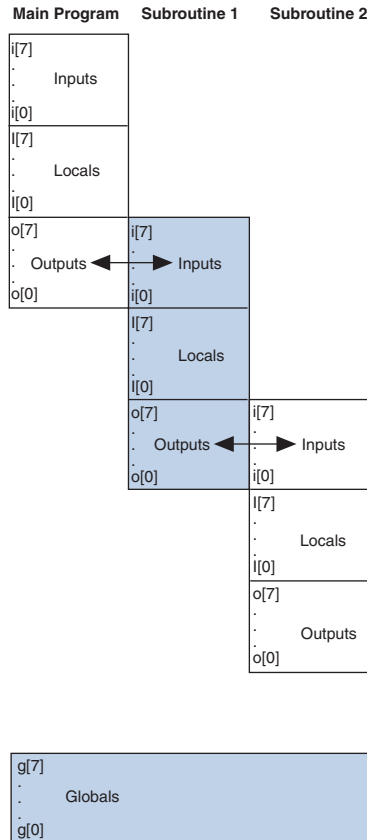 Main Program Subroutine 1 Subroutine 2
i[7]
.
. Inputs
.
i[0]
l[7]
.
. Locals
.
l[0]
o[7] i[7]
. .
. Outputs . Inputs
. .
o[0] i[0]
l[7]
.
. Locals
.
l[0]
o[7] i[7]
. .
. Outputs . Inputs
. .
o[0] i[0]
l[7]
.
. Locals
.
l[0]
o[7]
.
. Outputs
.
o[0]
g[7]
.
. Globals
.
g[0]